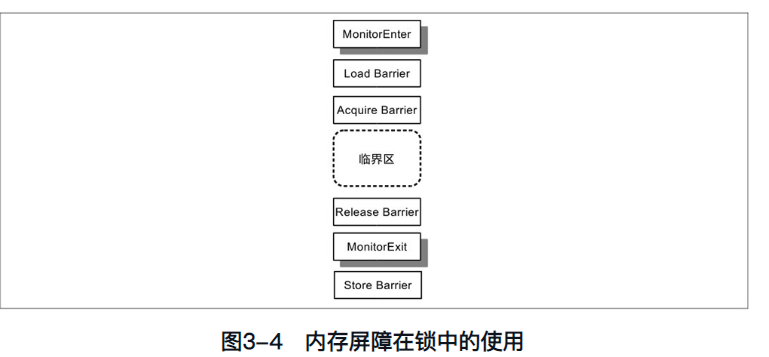 MonitorEnter
Load Barrier
Acquire Barrier
临界区
Release Barrier
MonitorExit
Store Barrier
图3–4 内存屏障在锁中的使用